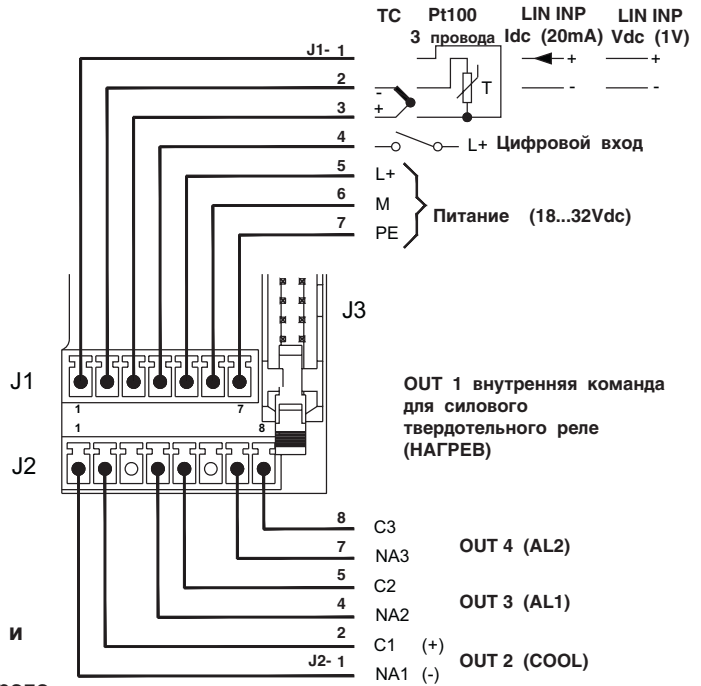 TC Pt100 LIN INP LIN INP
3 провода Idc (20mA) Vdc (1V)
J1- 1
+ +
2
- T - -
3
+
4
L+ Цифровой вход
5
L+
6
M Питание (18...32Vdc)
7
PE
J3
J1
1 7
OUT 1 внутренняя команда
для силового
твердотельного реле
(НАГРЕВ)
1 8
J2
8
C3
7 OUT 4 (AL2)
NA3
5
C2
4 OUT 3 (AL1)
NA2
и
2
C1 (+)
J2- 1 OUT 2 (COOL)
NA1 (-)